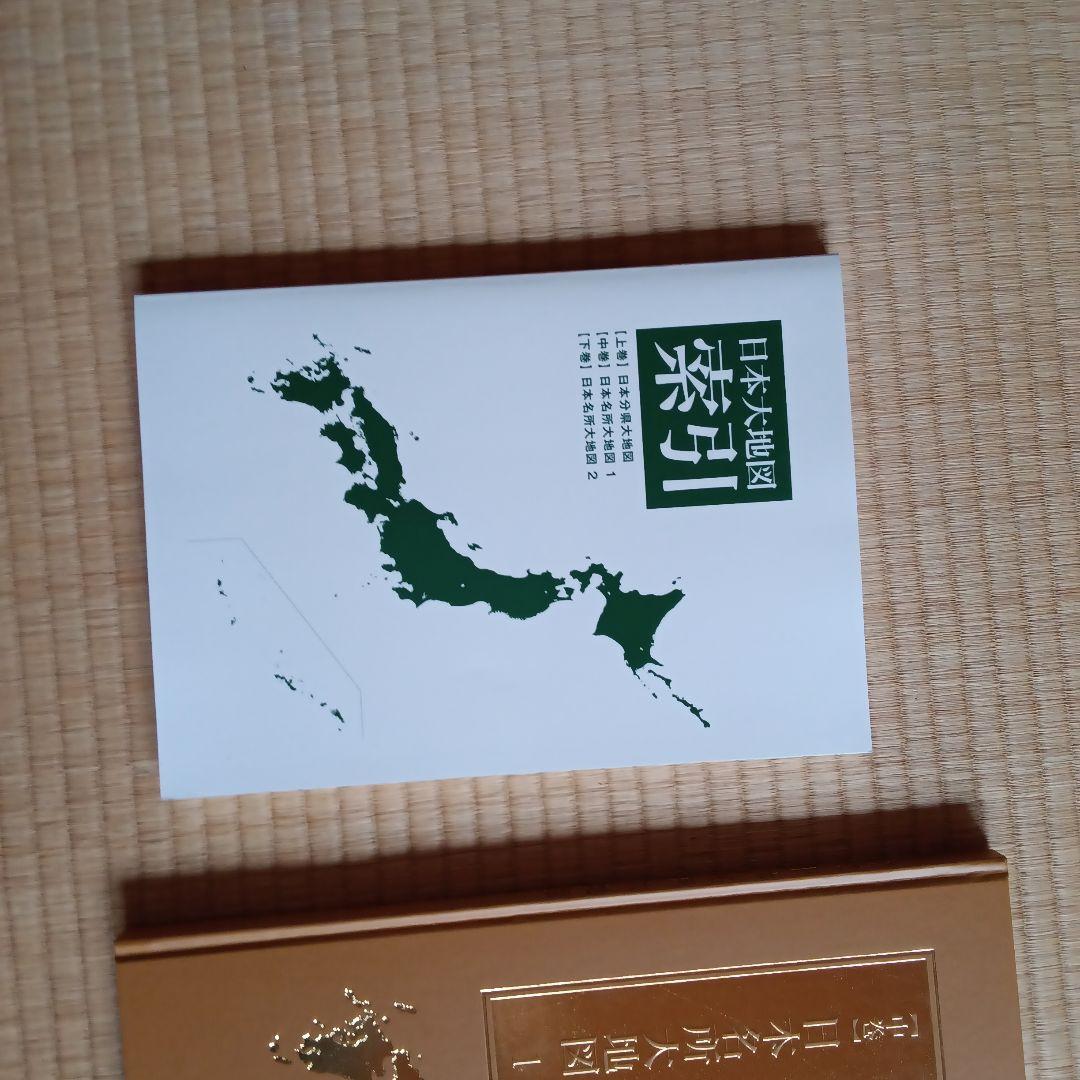 日本大地図
索引
【上巻】日本分県大地図
【中巻】日本名所大地図 1
【下巻】日本名所大地図 2
【中巻】
日本名所大地図 1